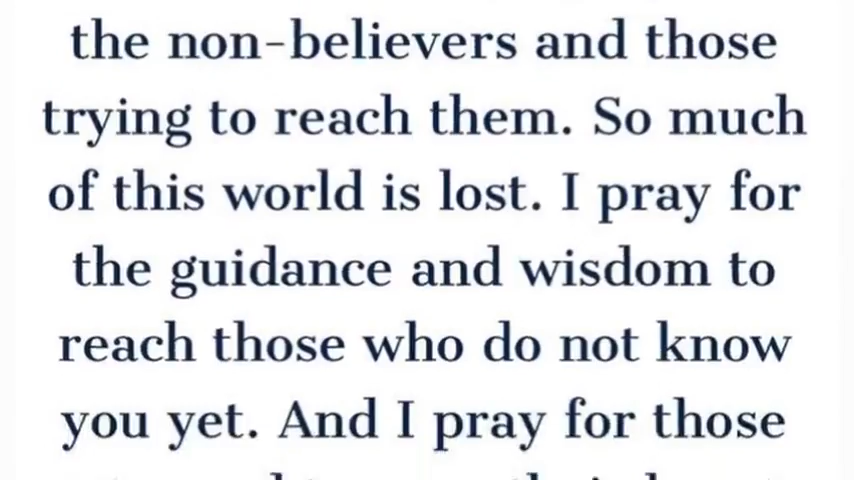 the non-believers and those
trying to reach them. So much
of this world is lost. I pray for
the guidance and wisdom to
reach those who do not know
you yet. And I pray for those